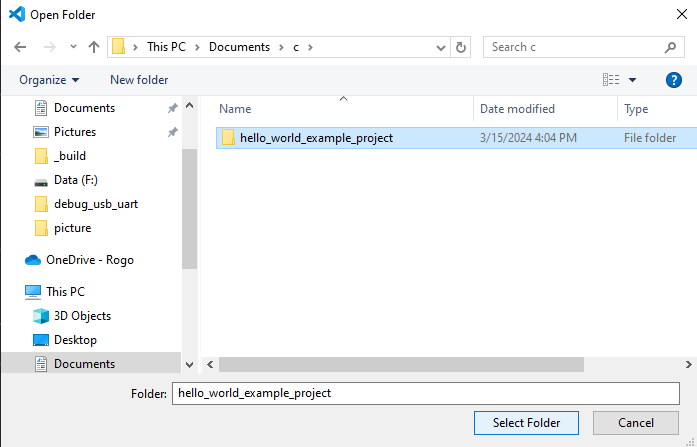 Open Folder
This PC > Documents > c >
Search c
Organize
New folder
?
Documents
Pictures
_build
Data (F:)
debug_usb_uart
picture
OneDrive - Rogo
This PC
3D Objects
Desktop
Documents
Name Date modified Type
hello_world_example_project 3/15/2024 4:04 PM File folder
Folder: hello_world_example_project
Select Folder Cancel